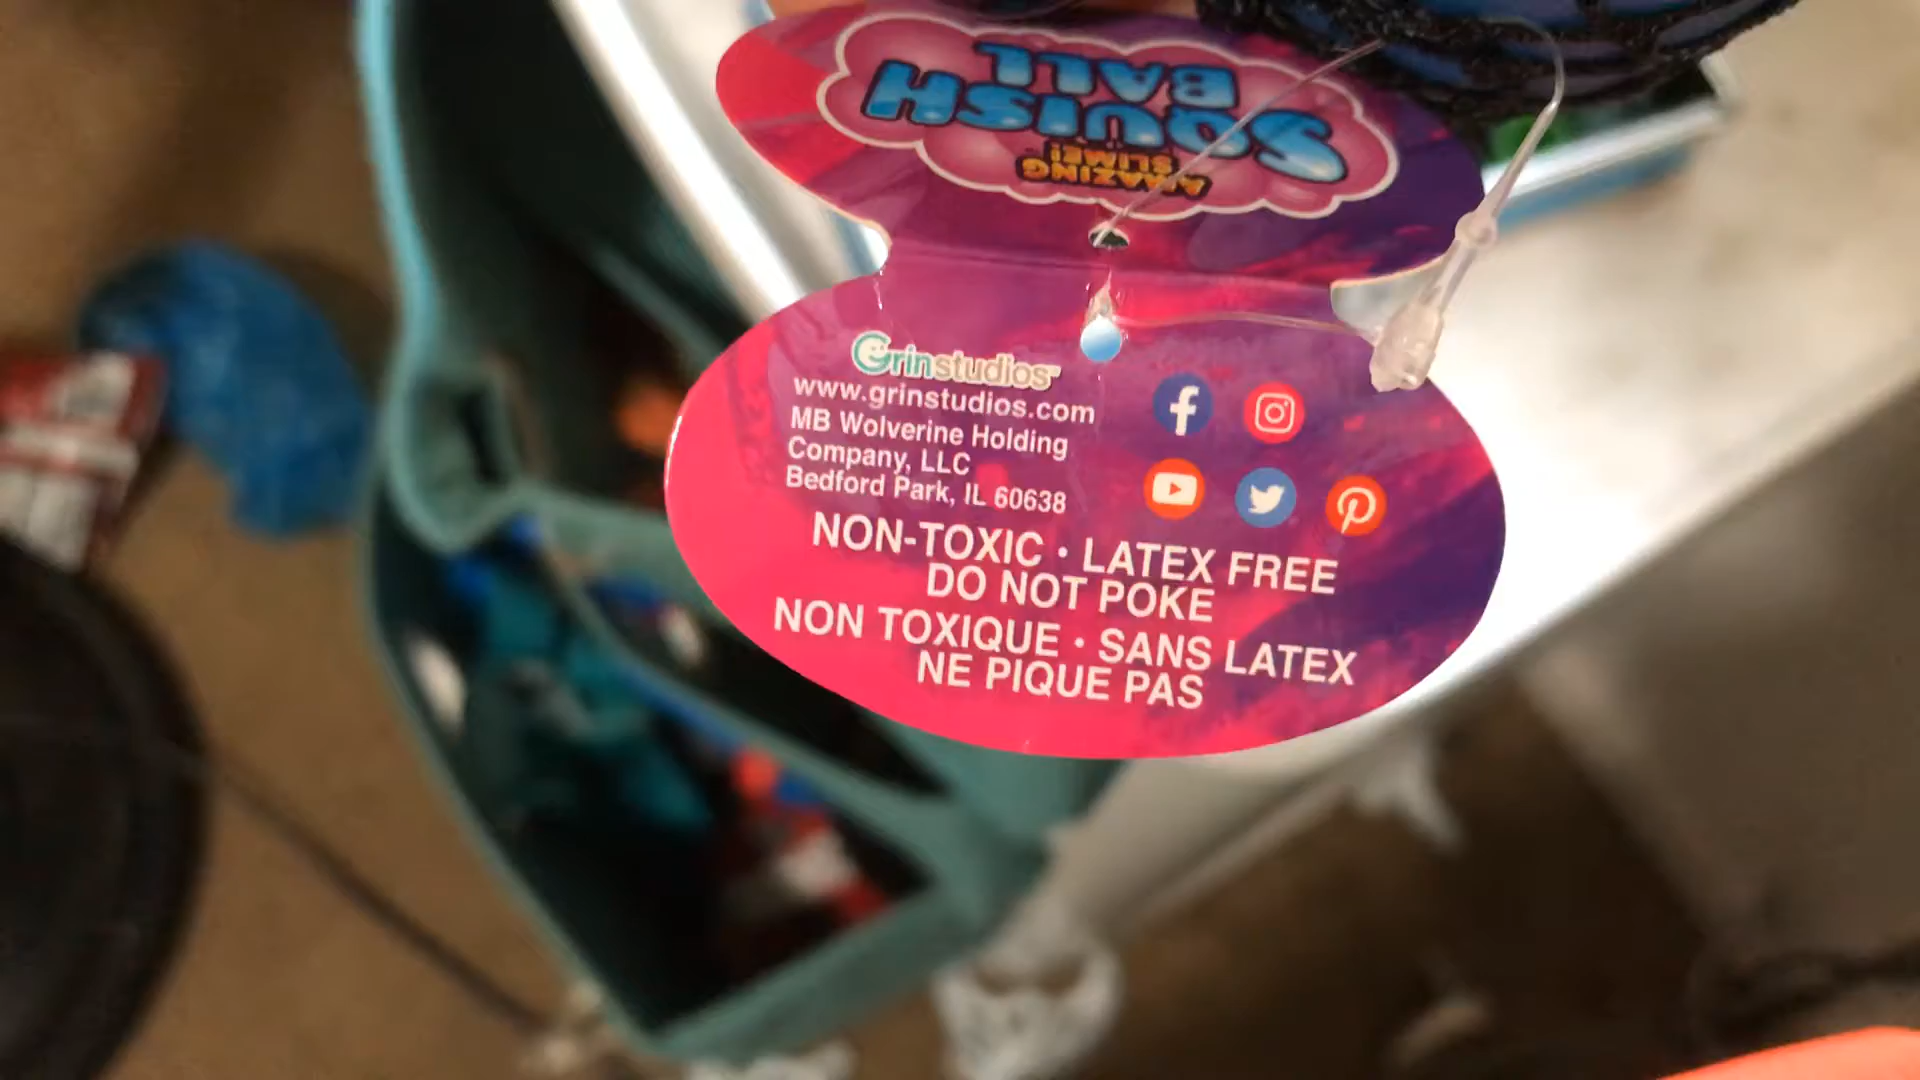 AMAZING
SLIME!
SQUISH
BALL
Grinstudios™
www.grinstudios.com
MB Wolverine Holding
Company, LLC
Bedford Park, IL 60638
NON-TOXIC • LATEX FREE
DO NOT POKE
NON TOXIQUE • SANS LATEX
NE PIQUE PAS